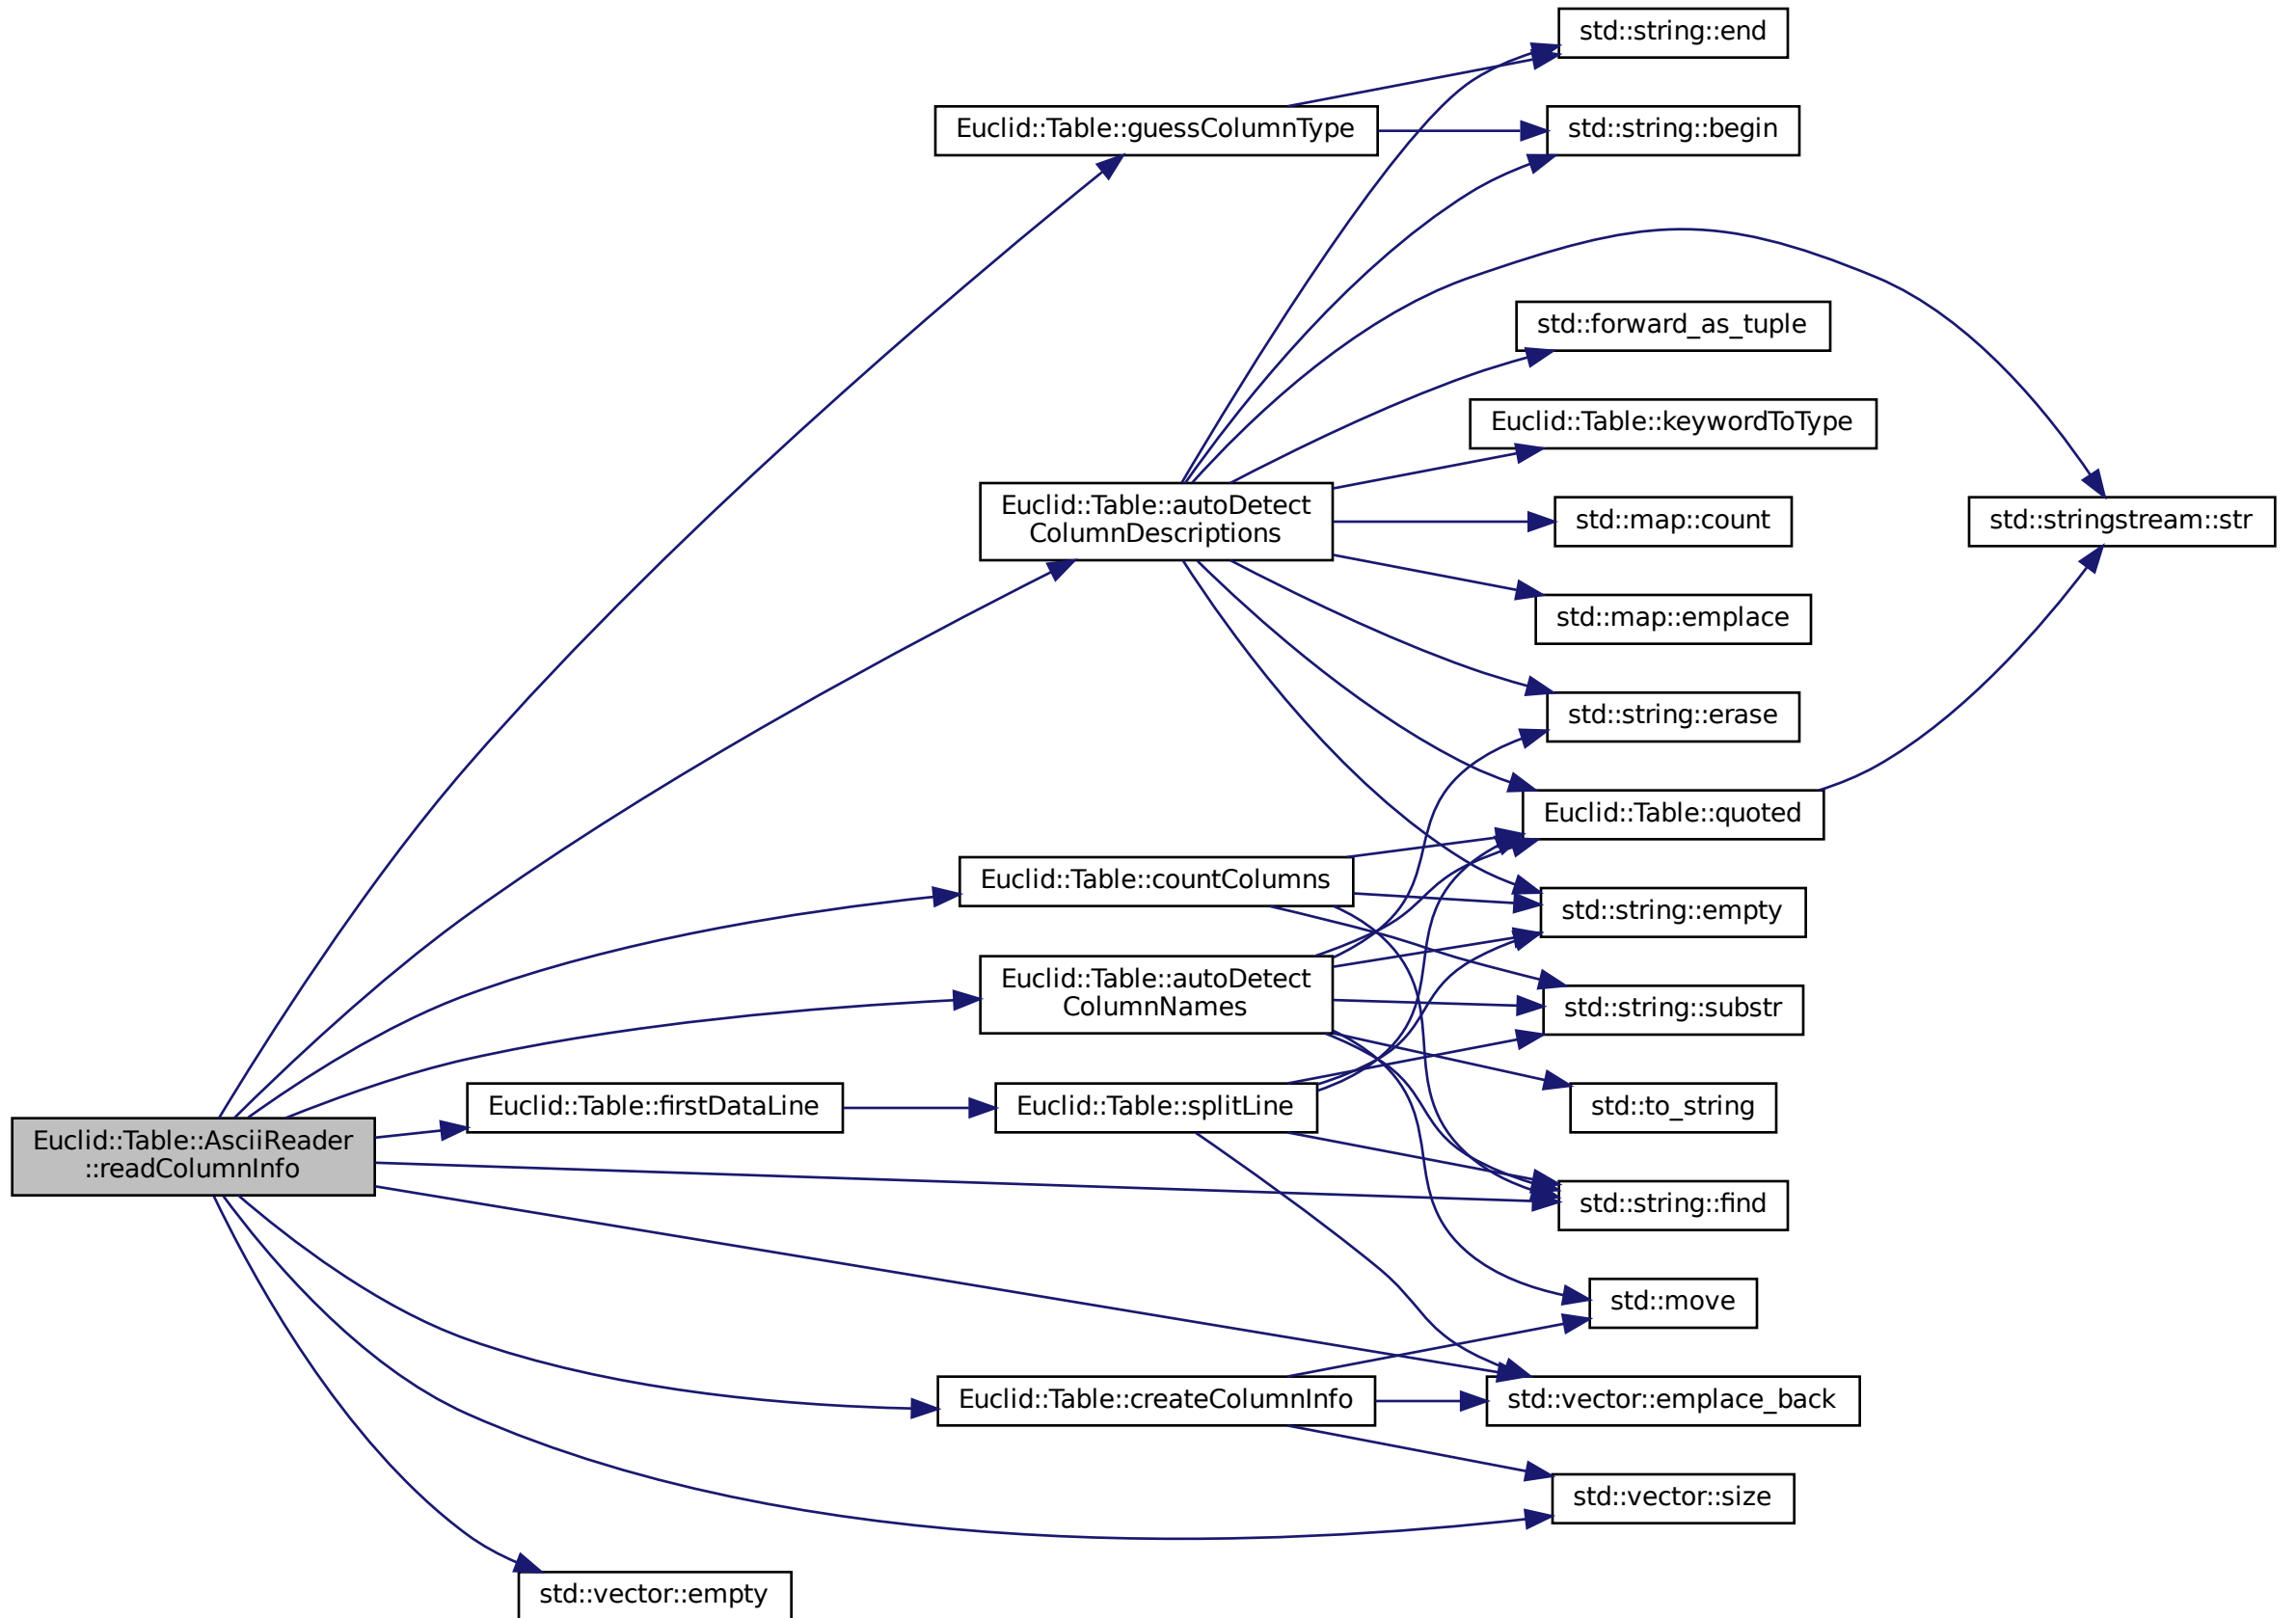 std::string::end
Euclid::Table::guessColumnType
std::string::begin
std::forward_as_tuple
Euclid::Table::keywordToType
Euclid::Table::autoDetect
ColumnDescriptions
std::map::count
std::stringstream::str
std::map::emplace
std::string::erase
Euclid::Table::quoted
Euclid::Table::countColumns
std::string::empty
Euclid::Table::autoDetect
ColumnNames
std::string::substr
Euclid::Table::firstDataLine
Euclid::Table::splitLine
std::to_string
Euclid::Table::AsciiReader
::readColumnInfo
std::string::find
std::move
Euclid::Table::createColumnInfo
std::vector::emplace_back
std::vector::size
std::vector::empty